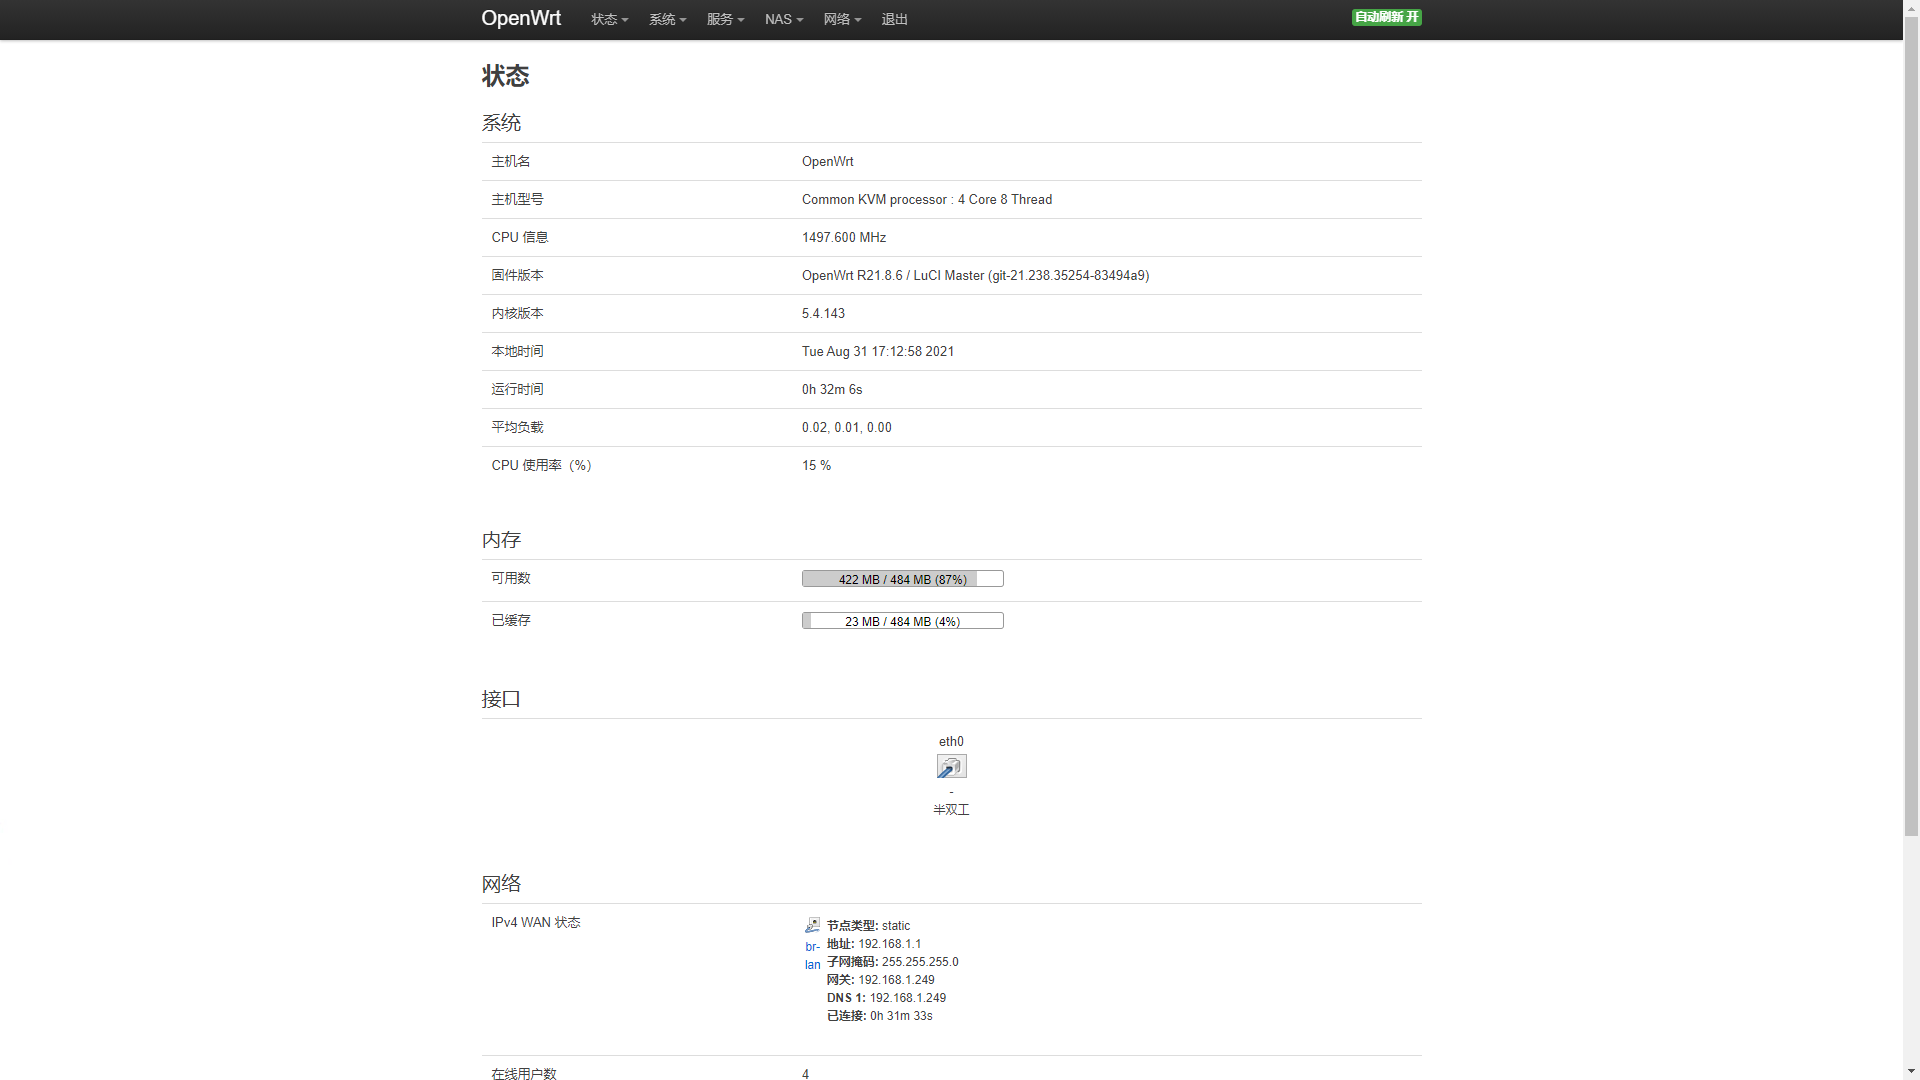 OpenWrt 状态 系统 服务 NAS 网络 退出 自动刷新 开
状态
系统
主机名 OpenWrt
主机型号 Common KVM processor : 4 Core 8 Thread
CPU 信息 1497.600 MHz
固件版本 OpenWrt R21.8.6 / LuCI Master (git-21.238.35254-83494a9)
内核版本 5.4.143
本地时间 Tue Aug 31 17:12:58 2021
运行时间 0h 32m 6s
平均负载 0.02, 0.01, 0.00
CPU 使用率（%） 15 %
内存
可用数 422 MB / 484 MB (87%)
已缓存 23 MB / 484 MB (4%)
接口
eth0
-
半双工
网络
IPv4 WAN 状态
br-
lan
节点类型: static
地址: 192.168.1.1
子网掩码: 255.255.255.0
网关: 192.168.1.249
DNS 1: 192.168.1.249
已连接: 0h 31m 33s
在线用户数 4